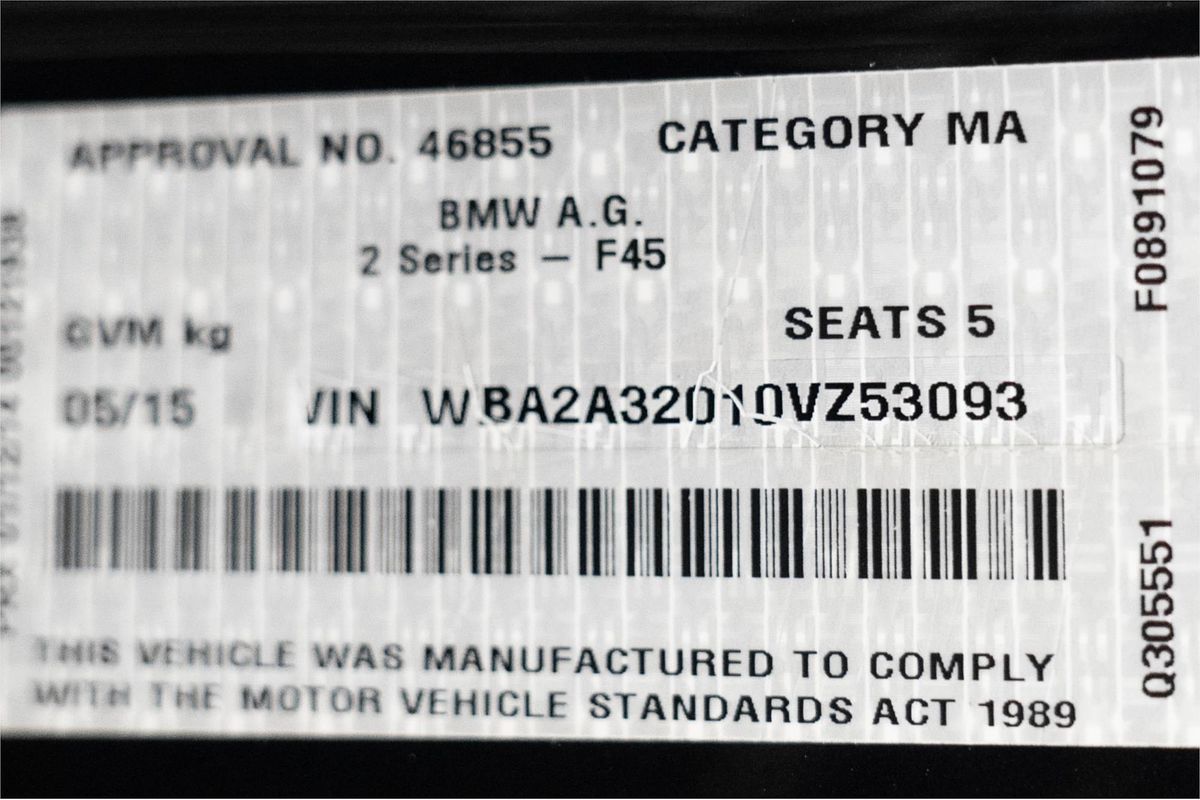 APPROVAL NO. 46855 CATEGORY MA
BMW A.G.
2 Series – F45
GVM kg SEATS 5
05/15 VIN WBA2A32010VZ53093
THIS VEHICLE WAS MANUFACTURED TO COMPLY
WITH THE MOTOR VEHICLE STANDARDS ACT 1989
F0891079
Q305551